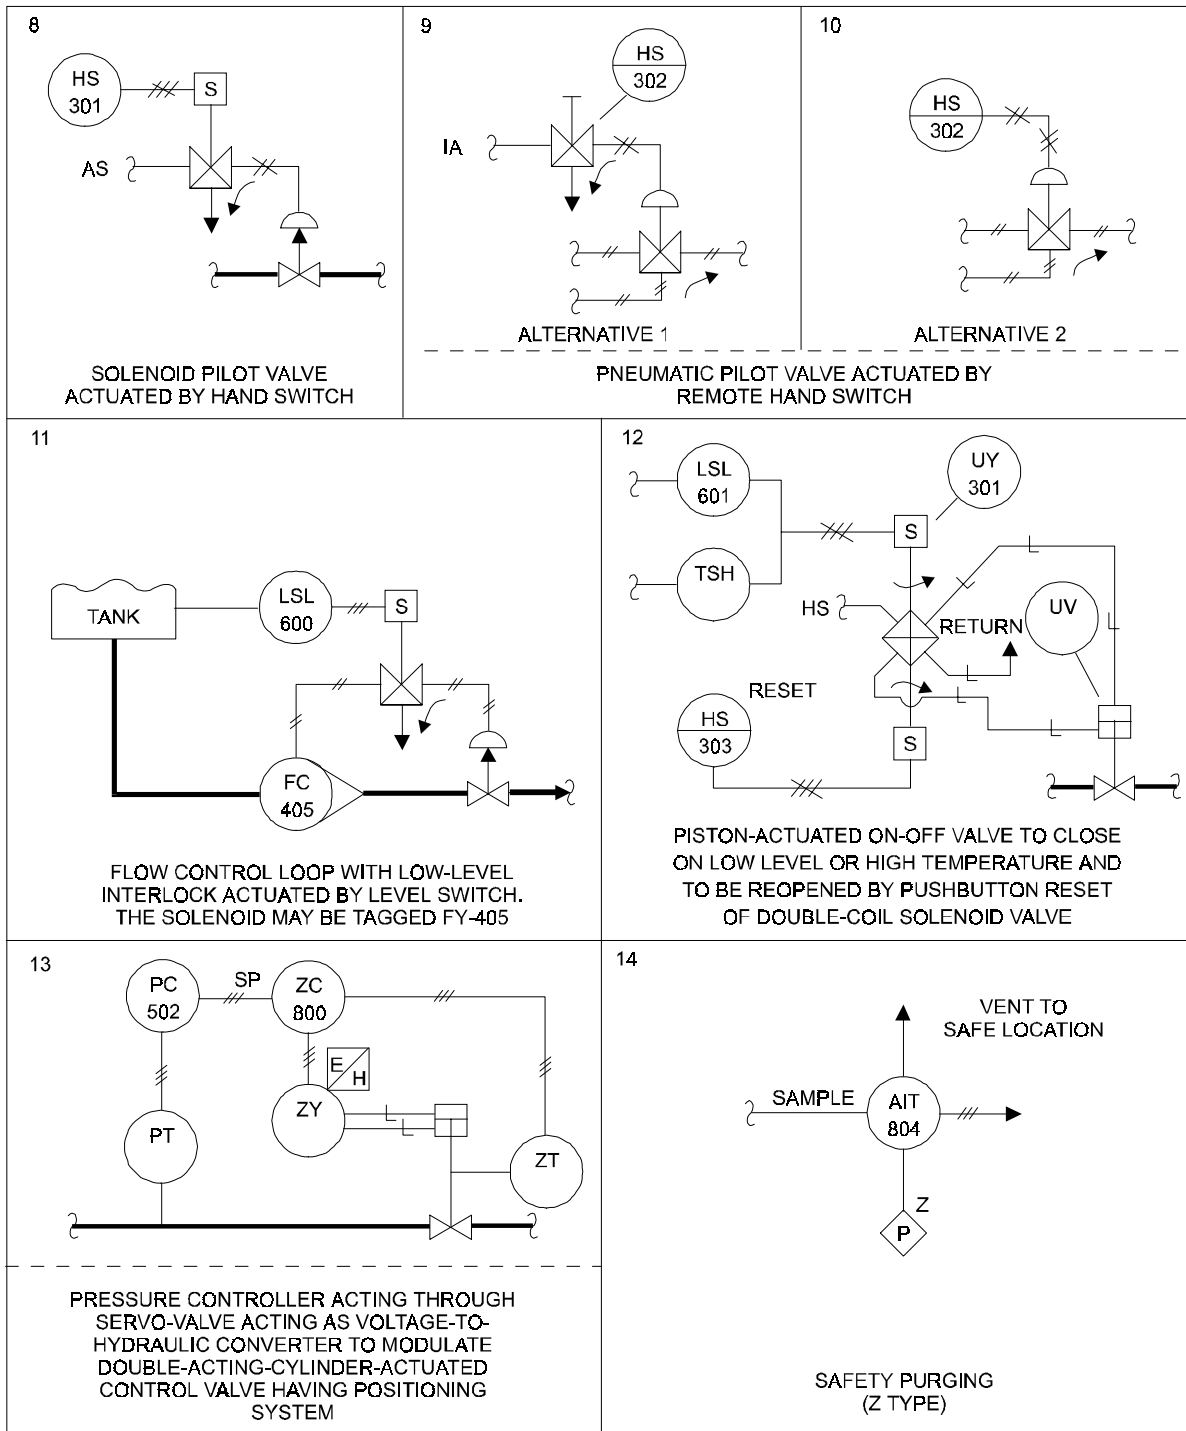 8
HS
301
S
AS
SOLENOID PILOT VALVE
ACTUATED BY HAND SWITCH
9
HS
302
IA
ALTERNATIVE 1
10
HS
302
ALTERNATIVE 2
PNEUMATIC PILOT VALVE ACTUATED BY
REMOTE HAND SWITCH
11
TANK
LSL
600
S
FC
405
FLOW CONTROL LOOP WITH LOW-LEVEL
INTERLOCK ACTUATED BY LEVEL SWITCH.
THE SOLENOID MAY BE TAGGED FY-405
12
LSL
601
UY
301
S
TSH
HS
UV
RETURN
RESET
HS
303
S
PISTON-ACTUATED ON-OFF VALVE TO CLOSE
ON LOW LEVEL OR HIGH TEMPERATURE AND
TO BE REOPENED BY PUSHBUTTON RESET
OF DOUBLE-COIL SOLENOID VALVE
13
PC
502
SP
ZC
800
E
H
ZY
PT
ZT
PRESSURE CONTROLLER ACTING THROUGH
SERVO-VALVE ACTING AS VOLTAGE-TO-
HYDRAULIC CONVERTER TO MODULATE
DOUBLE-ACTING-CYLINDER-ACTUATED
CONTROL VALVE HAVING POSITIONING
SYSTEM
14
VENT TO
SAFE LOCATION
SAMPLE
AIT
804
Z
P
SAFETY PURGING
(Z TYPE)